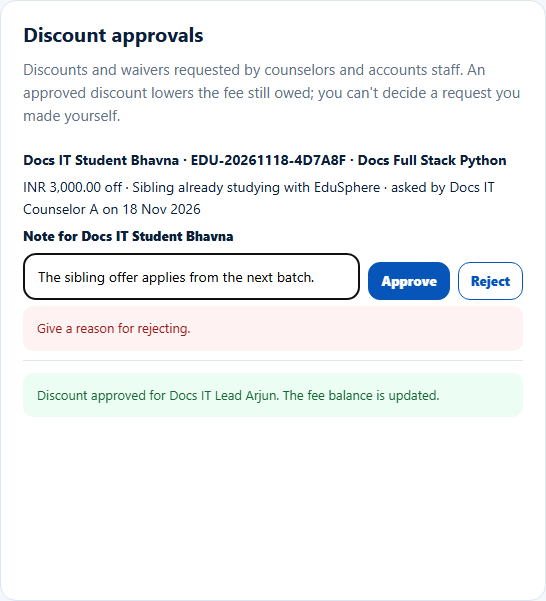 Discount approvals
Discounts and waivers requested by counselors and accounts staff. An
approved discount lowers the fee still owed; you can't decide a request you
made yourself.
Docs IT Student Bhavna · EDU-20261118-4D7A8F · Docs Full Stack Python
INR 3,000.00 off · Sibling already studying with EduSphere · asked by Docs IT
Counselor A on 18 Nov 2026
Note for Docs IT Student Bhavna
The sibling offer applies from the next batch.
Approve
Reject
Give a reason for rejecting.
Discount approved for Docs IT Lead Arjun. The fee balance is updated.